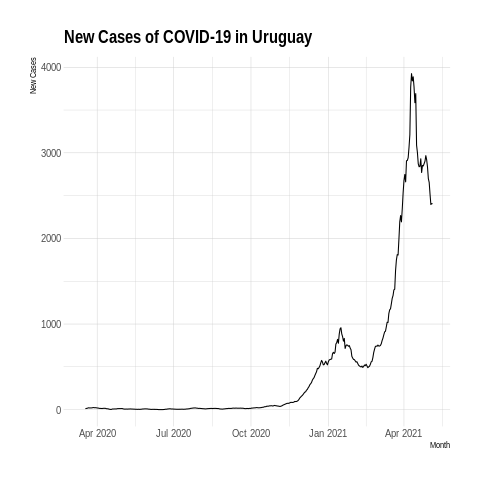 New Cases of COVID-19 in Uruguay
New Cases
4000
3000
2000
1000
0
Apr 2020 Jul 2020 Oct 2020 Jan 2021 Apr 2021
Month